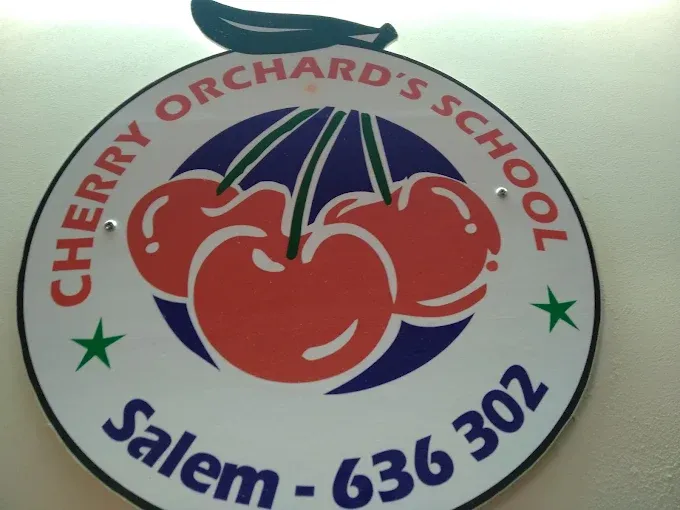 CHERRY ORCHARD'S SCHOOL
Salem - 636 302